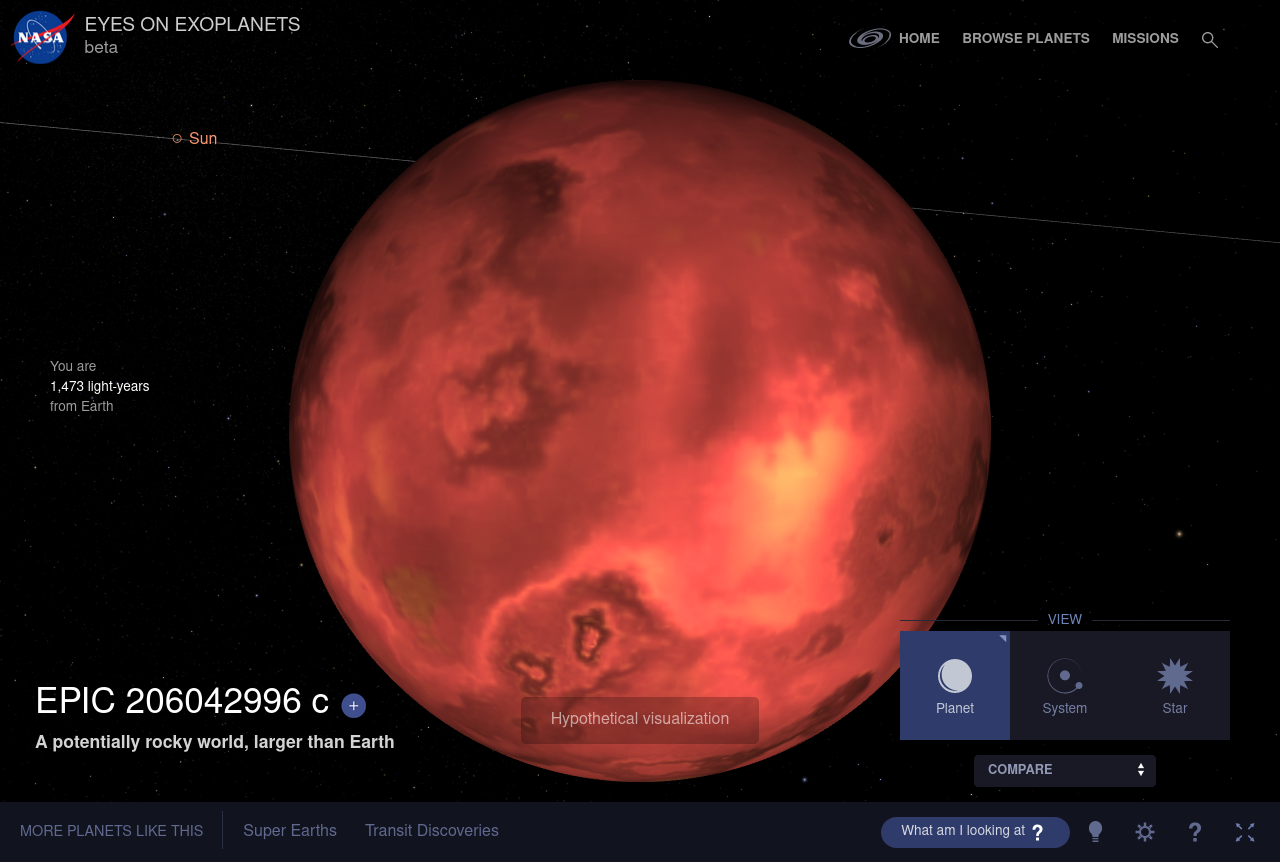 NASA
EYES ON EXOPLANETS
beta
HOME
BROWSE PLANETS
MISSIONS
Sun
You are
1,473 light-years
from Earth
VIEW
Planet
System
Star
EPIC 206042996 c +
A potentially rocky world, larger than Earth
Hypothetical visualization
COMPARE
MORE PLANETS LIKE THIS
Super Earths
Transit Discoveries
What am I looking at ?
?